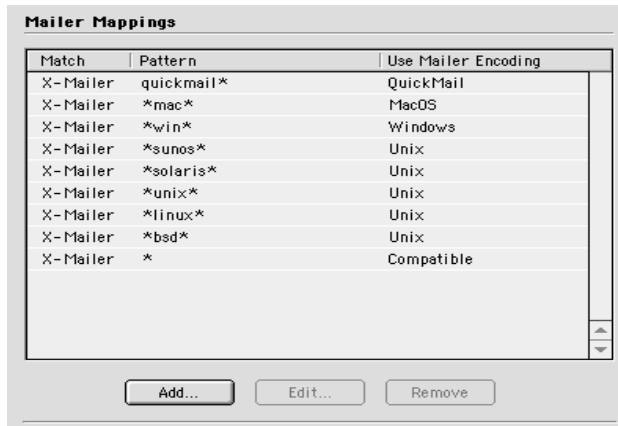 Mailer Mappings
Match Pattern Use Mailer Encoding
X-Mailer quickmail* QuickMail
X-Mailer *mac* MacOS
X-Mailer *win* Windows
X-Mailer *sunos* Unix
X-Mailer *solaris* Unix
X-Mailer *unix* Unix
X-Mailer *linux* Unix
X-Mailer *bsd* Unix
X-Mailer * Compatible
Add... Edit... Remove